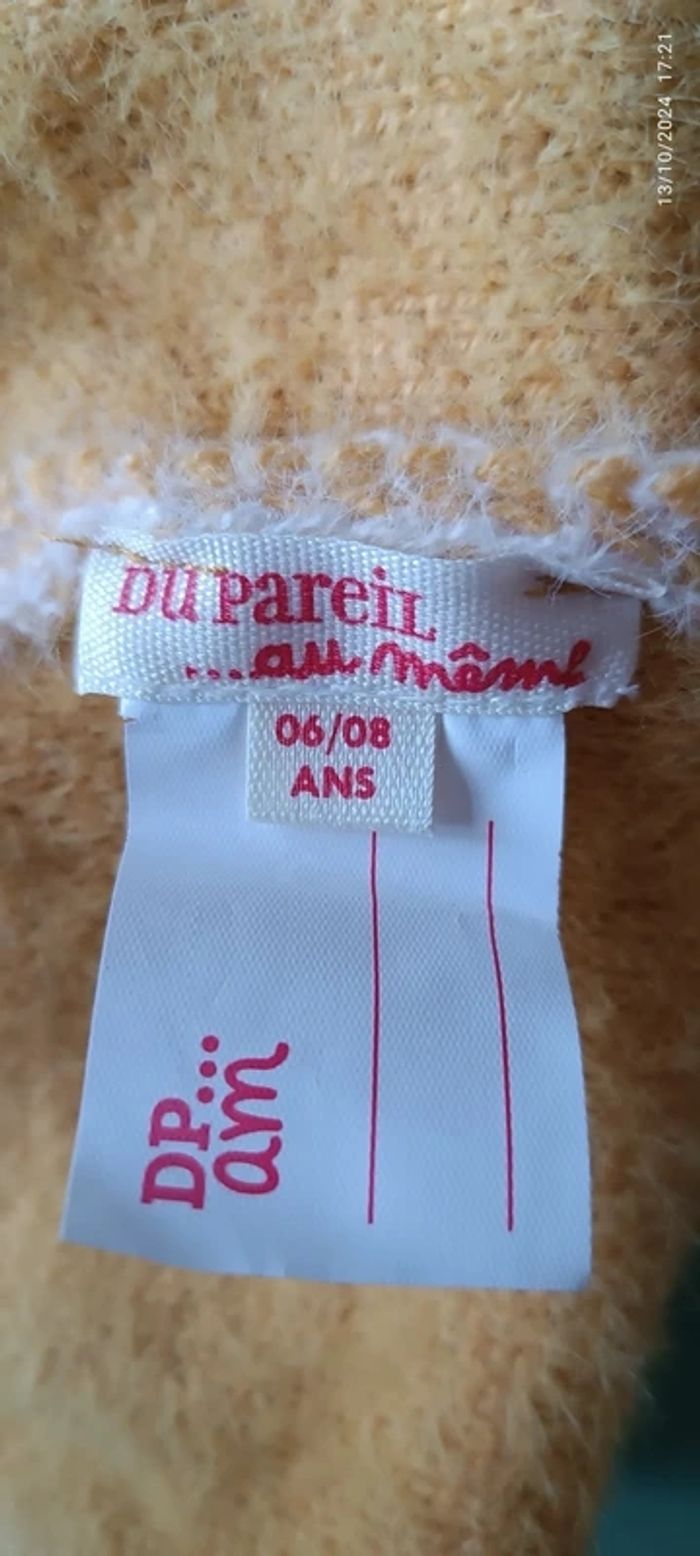 13/10/2024 17:21
DU PareiL
...au même
06/08
ANS
DP...
am